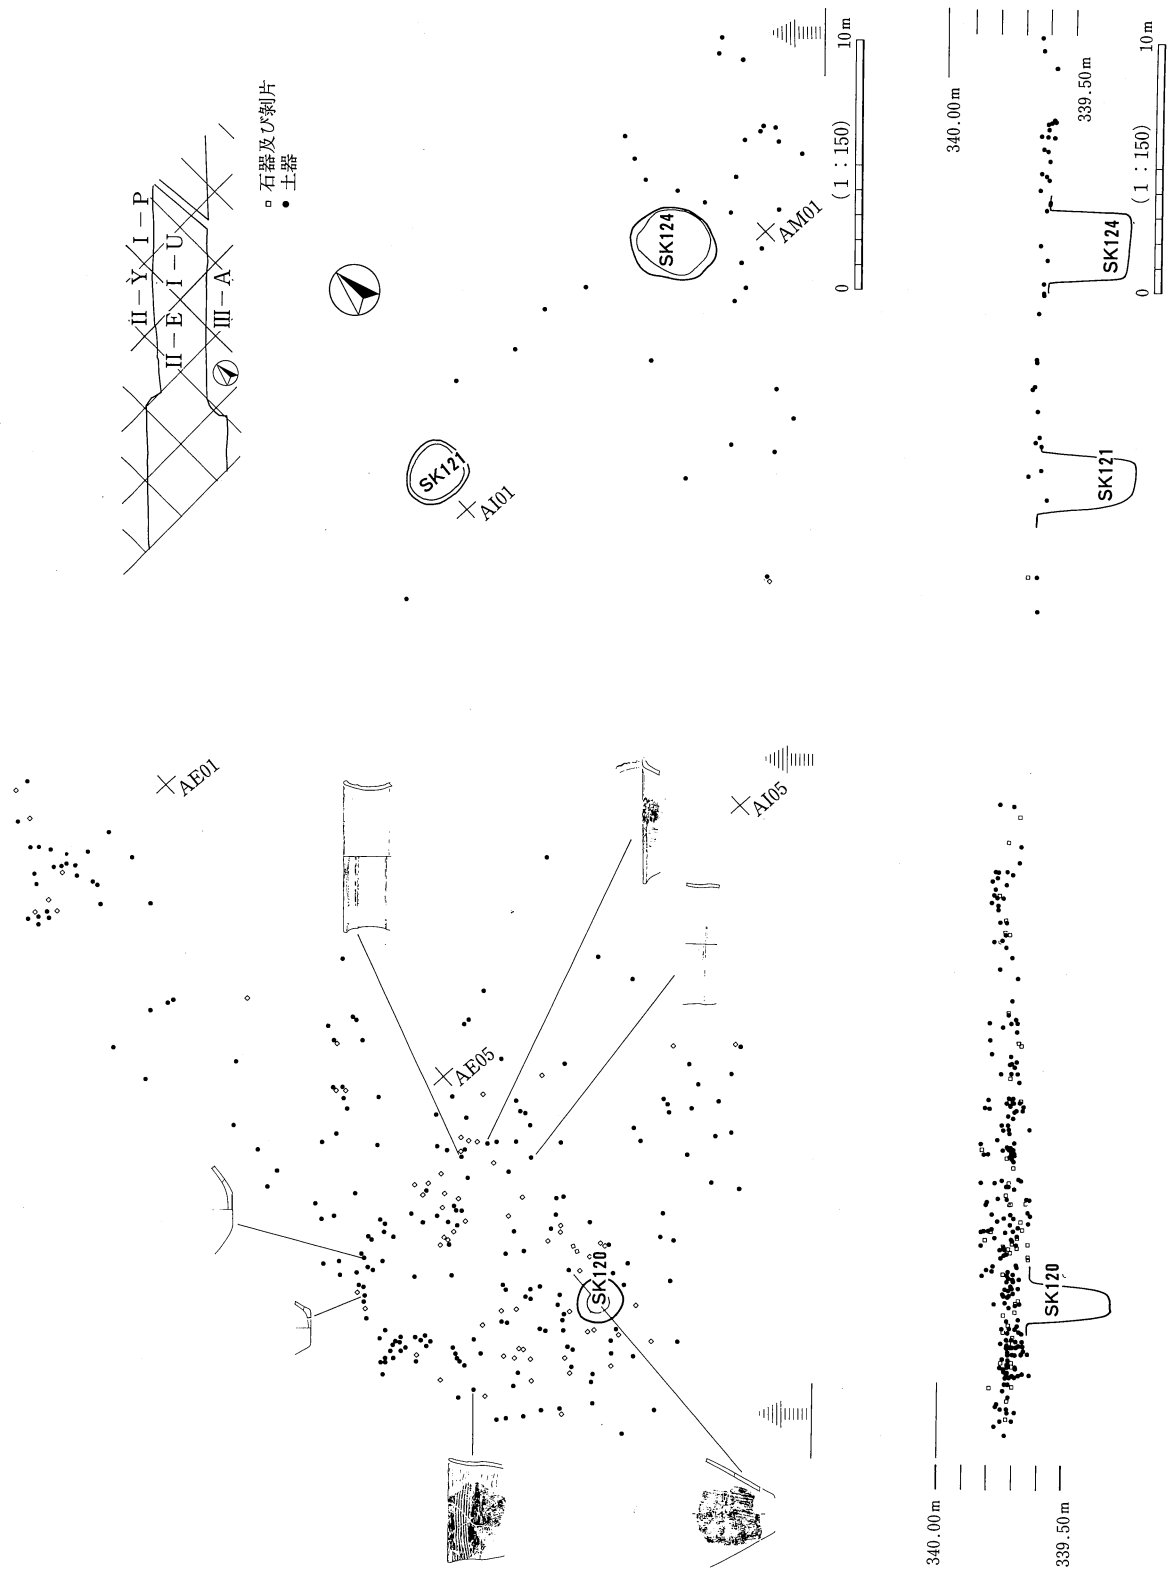 II－Y I－P
II－E I－U
III－A
□ 石器及び剝片
● 土器
SK124
AM01
SK121
AI01
0 (1：150) 10m
340.00m
339.50m
SK124
SK121
0 (1：150) 10m
AE01
AE05
AI05
SK120
SK120
340.00m
339.50m